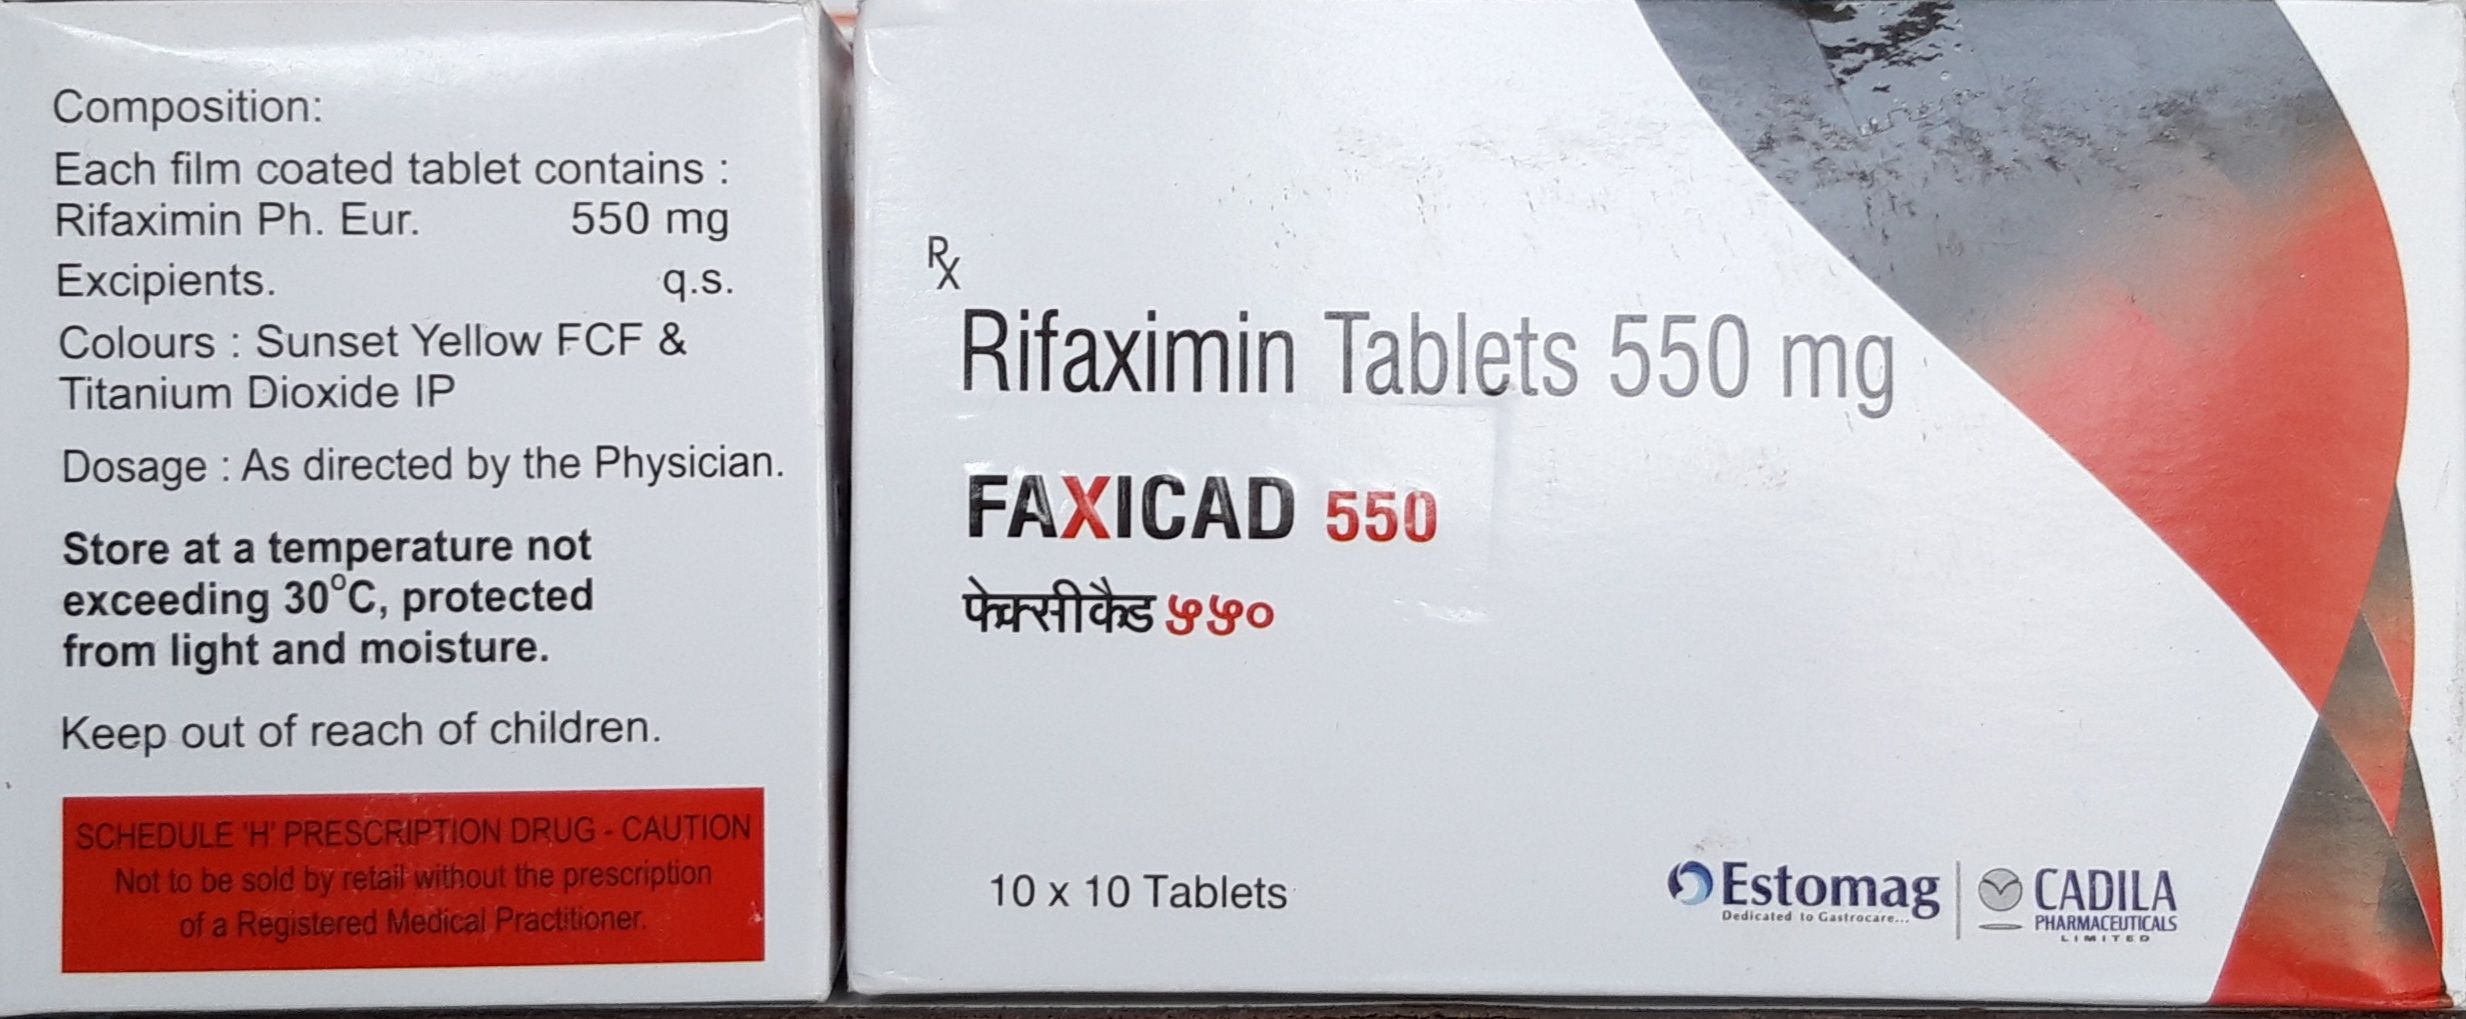 Composition:
Each film coated tablet contains :
Rifaximin Ph. Eur. 550 mg
Excipients. q.s.
Colours : Sunset Yellow FCF &
Titanium Dioxide IP
Dosage : As directed by the Physician.
Store at a temperature not
exceeding 30°C, protected
from light and moisture.
Keep out of reach of children.
SCHEDULE 'H' PRESCRIPTION DRUG - CAUTION
Not to be sold by retail without the prescription
of a Registered Medical Practitioner.
Rx
Rifaximin Tablets 550 mg
FAXICAD 550
फेक्सीकैड ५५०
10 x 10 Tablets
Estomag
Dedicated to Gastrocare...
CADILA
PHARMACEUTICALS
LIMITED